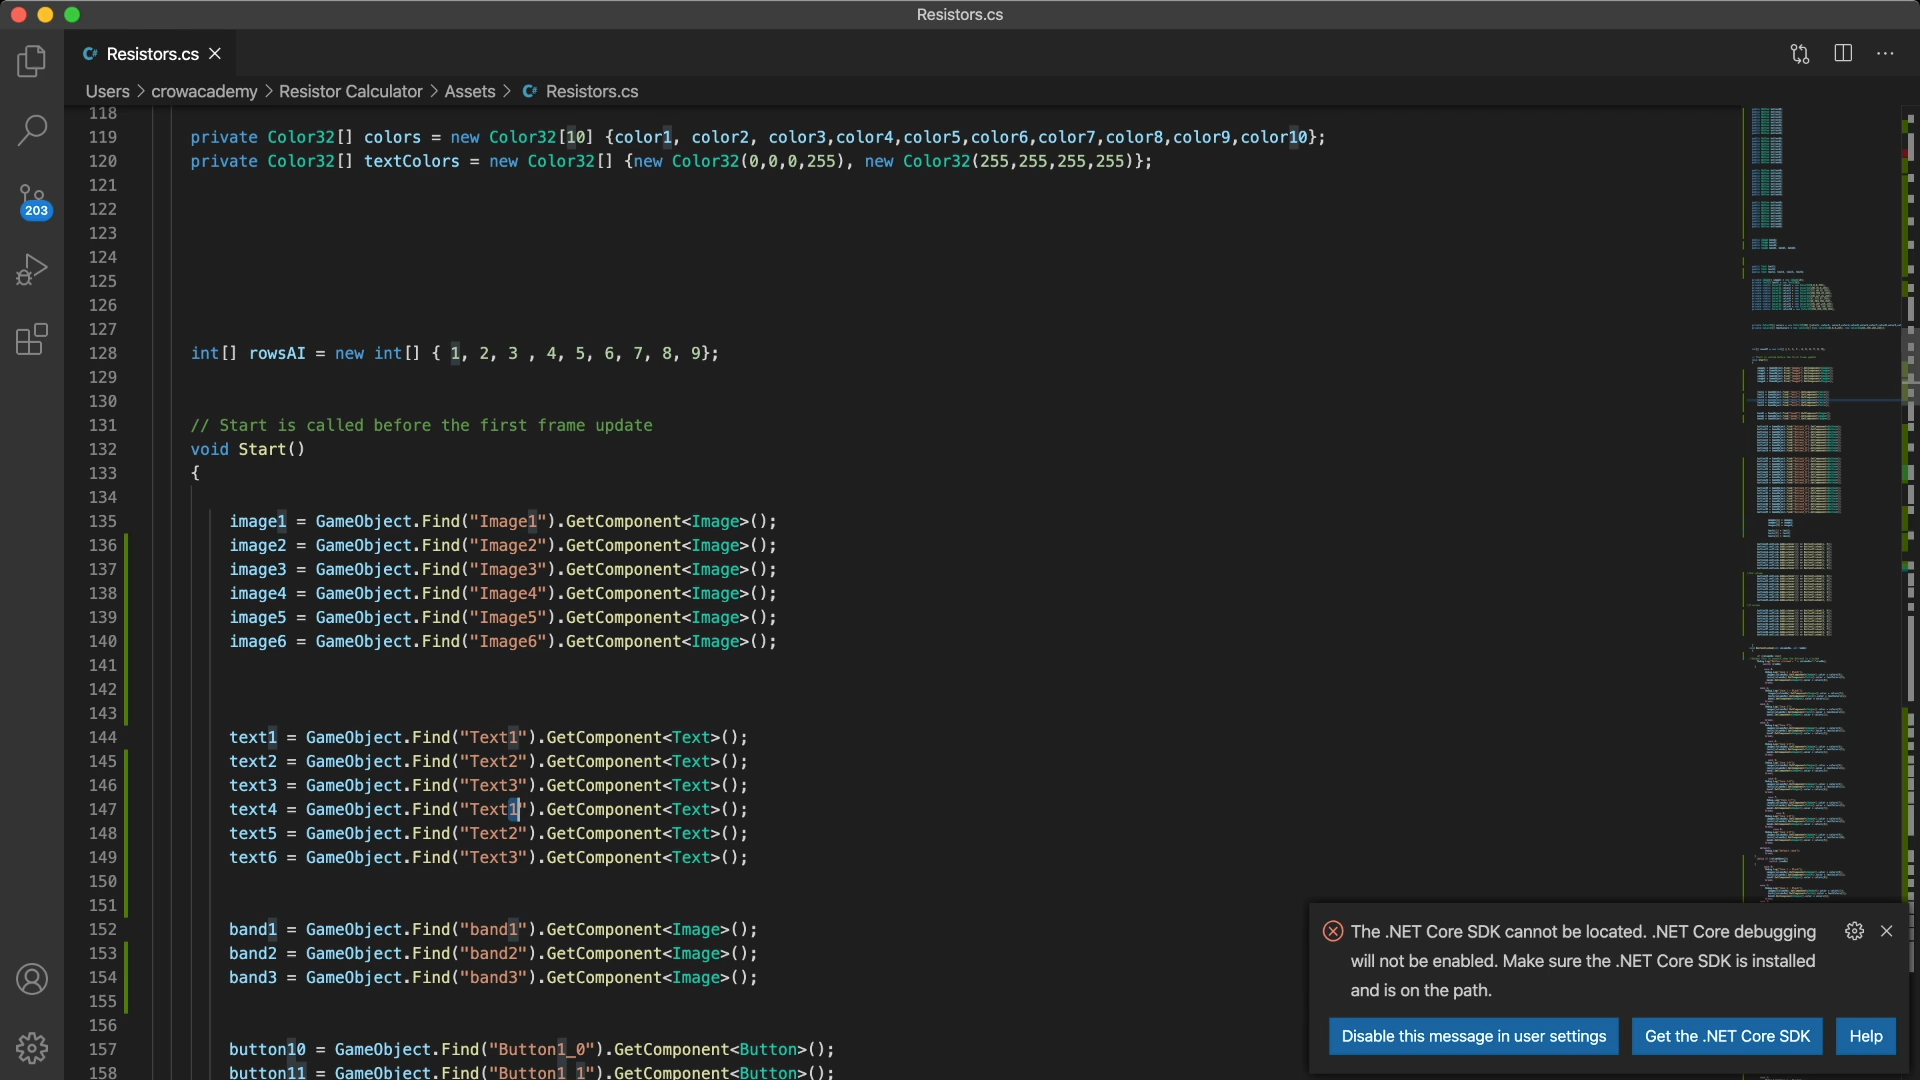 Resistors.cs
C# Resistors.cs
Users > crowacademy > Resistor Calculator > Assets > C# Resistors.cs
203
118
119 private Color32[] colors = new Color32[10] {color1, color2, color3,color4,color5,color6,color7,color8,color9,color10};
120 private Color32[] textColors = new Color32[] {new Color32(0,0,0,255), new Color32(255,255,255,255)};
121
122
123
124
125
126
127
128 int[] rowsAI = new int[] { 1, 2, 3 , 4, 5, 6, 7, 8, 9};
129
130
131 // Start is called before the first frame update
132 void Start()
133 {
134
135 image1 = GameObject.Find("Image1").GetComponent<Image>();
136 image2 = GameObject.Find("Image2").GetComponent<Image>();
137 image3 = GameObject.Find("Image3").GetComponent<Image>();
138 image4 = GameObject.Find("Image4").GetComponent<Image>();
139 image5 = GameObject.Find("Image5").GetComponent<Image>();
140 image6 = GameObject.Find("Image6").GetComponent<Image>();
141
142
143
144 text1 = GameObject.Find("Text1").GetComponent<Text>();
145 text2 = GameObject.Find("Text2").GetComponent<Text>();
146 text3 = GameObject.Find("Text3").GetComponent<Text>();
147 text4 = GameObject.Find("Text1").GetComponent<Text>();
148 text5 = GameObject.Find("Text2").GetComponent<Text>();
149 text6 = GameObject.Find("Text3").GetComponent<Text>();
150
151
152 band1 = GameObject.Find("band1").GetComponent<Image>();
153 band2 = GameObject.Find("band2").GetComponent<Image>();
154 band3 = GameObject.Find("band3").GetComponent<Image>();
155
156
157 button10 = GameObject.Find("Button1_0").GetComponent<Button>();
158 button11 = GameObject.Find("Button1_1").GetComponent<Button>();
The .NET Core SDK cannot be located. .NET Core debugging
will not be enabled. Make sure the .NET Core SDK is installed
and is on the path.
Disable this message in user settings
Get the .NET Core SDK
Help